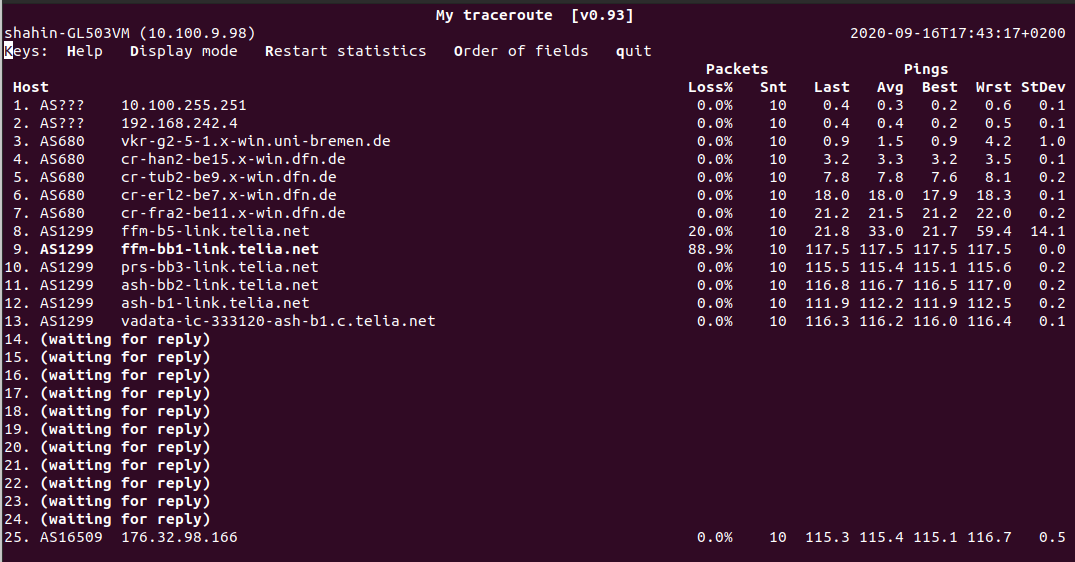 My traceroute [v0.93]
shahin-GL503VM (10.100.9.98) 2020-09-16T17:43:17+0200
Keys: Help Display mode Restart statistics Order of fields quit
Packets Pings
Host Loss% Snt Last Avg Best Wrst StDev
1. AS??? 10.100.255.251 0.0% 10 0.4 0.3 0.2 0.6 0.1
2. AS??? 192.168.242.4 0.0% 10 0.4 0.4 0.2 0.5 0.1
3. AS680 vkr-g2-5-1.x-win.uni-bremen.de 0.0% 10 0.9 1.5 0.9 4.2 1.0
4. AS680 cr-han2-be15.x-win.dfn.de 0.0% 10 3.2 3.3 3.2 3.5 0.1
5. AS680 cr-tub2-be9.x-win.dfn.de 0.0% 10 7.8 7.8 7.6 8.1 0.2
6. AS680 cr-erl2-be7.x-win.dfn.de 0.0% 10 18.0 18.0 17.9 18.3 0.1
7. AS680 cr-fra2-be11.x-win.dfn.de 0.0% 10 21.2 21.5 21.2 22.0 0.2
8. AS1299 ffm-b5-link.telia.net 20.0% 10 21.8 33.0 21.7 59.4 14.1
9. AS1299 ffm-bb1-link.telia.net 88.9% 10 117.5 117.5 117.5 117.5 0.0
10. AS1299 prs-bb3-link.telia.net 0.0% 10 115.5 115.4 115.1 115.6 0.2
11. AS1299 ash-bb2-link.telia.net 0.0% 10 116.8 116.7 116.5 117.0 0.2
12. AS1299 ash-b1-link.telia.net 0.0% 10 111.9 112.2 111.9 112.5 0.2
13. AS1299 vadata-ic-333120-ash-b1.c.telia.net 0.0% 10 116.3 116.2 116.0 116.4 0.1
14. (waiting for reply)
15. (waiting for reply)
16. (waiting for reply)
17. (waiting for reply)
18. (waiting for reply)
19. (waiting for reply)
20. (waiting for reply)
21. (waiting for reply)
22. (waiting for reply)
23. (waiting for reply)
24. (waiting for reply)
25. AS16509 176.32.98.166 0.0% 10 115.3 115.4 115.1 116.7 0.5